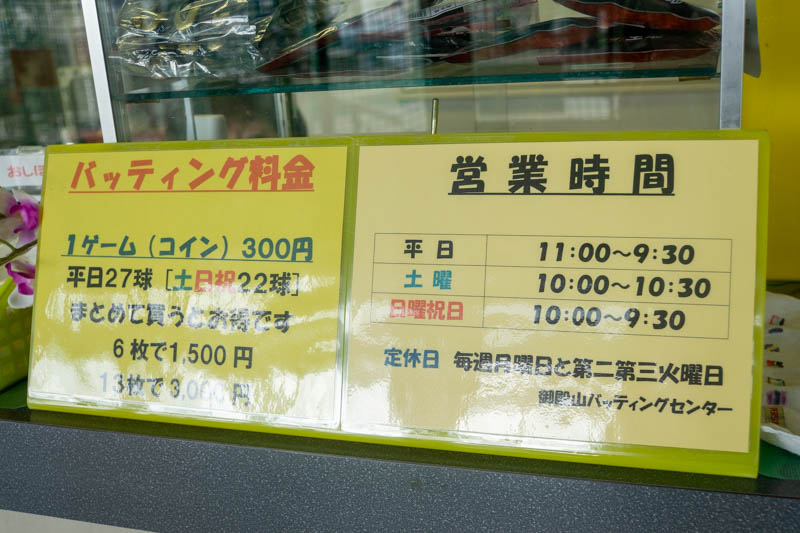 おしぼ
バッティング料金
1ゲーム（コイン）300円
平日27球［土日祝22球］
まとめて買うとお得です
6枚で1,500円
13枚で3,000円
営業時間
平日 11:00〜9:30
土曜 10:00〜10:30
日曜祝日 10:00〜9:30
定休日 毎週月曜日と第二第三火曜日
御殿山バッティングセンター